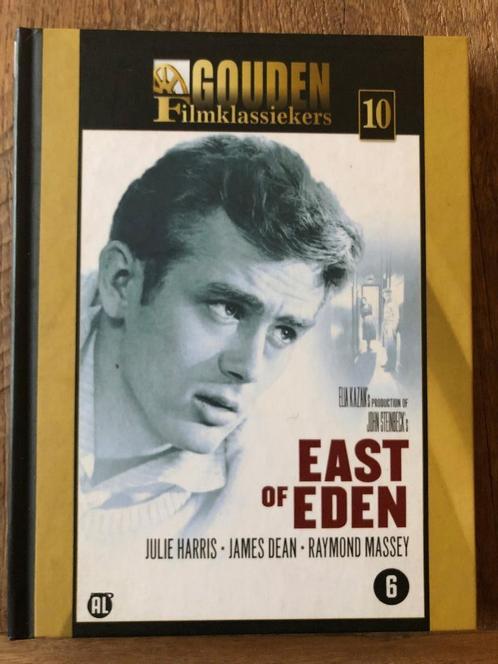 GOUDEN
Filmklassiekers
10
ELIA KAZAN's PRODUCTION OF
JOHN STEINBECK's
EAST
OF EDEN
JULIE HARRIS • JAMES DEAN • RAYMOND MASSEY
AL
6